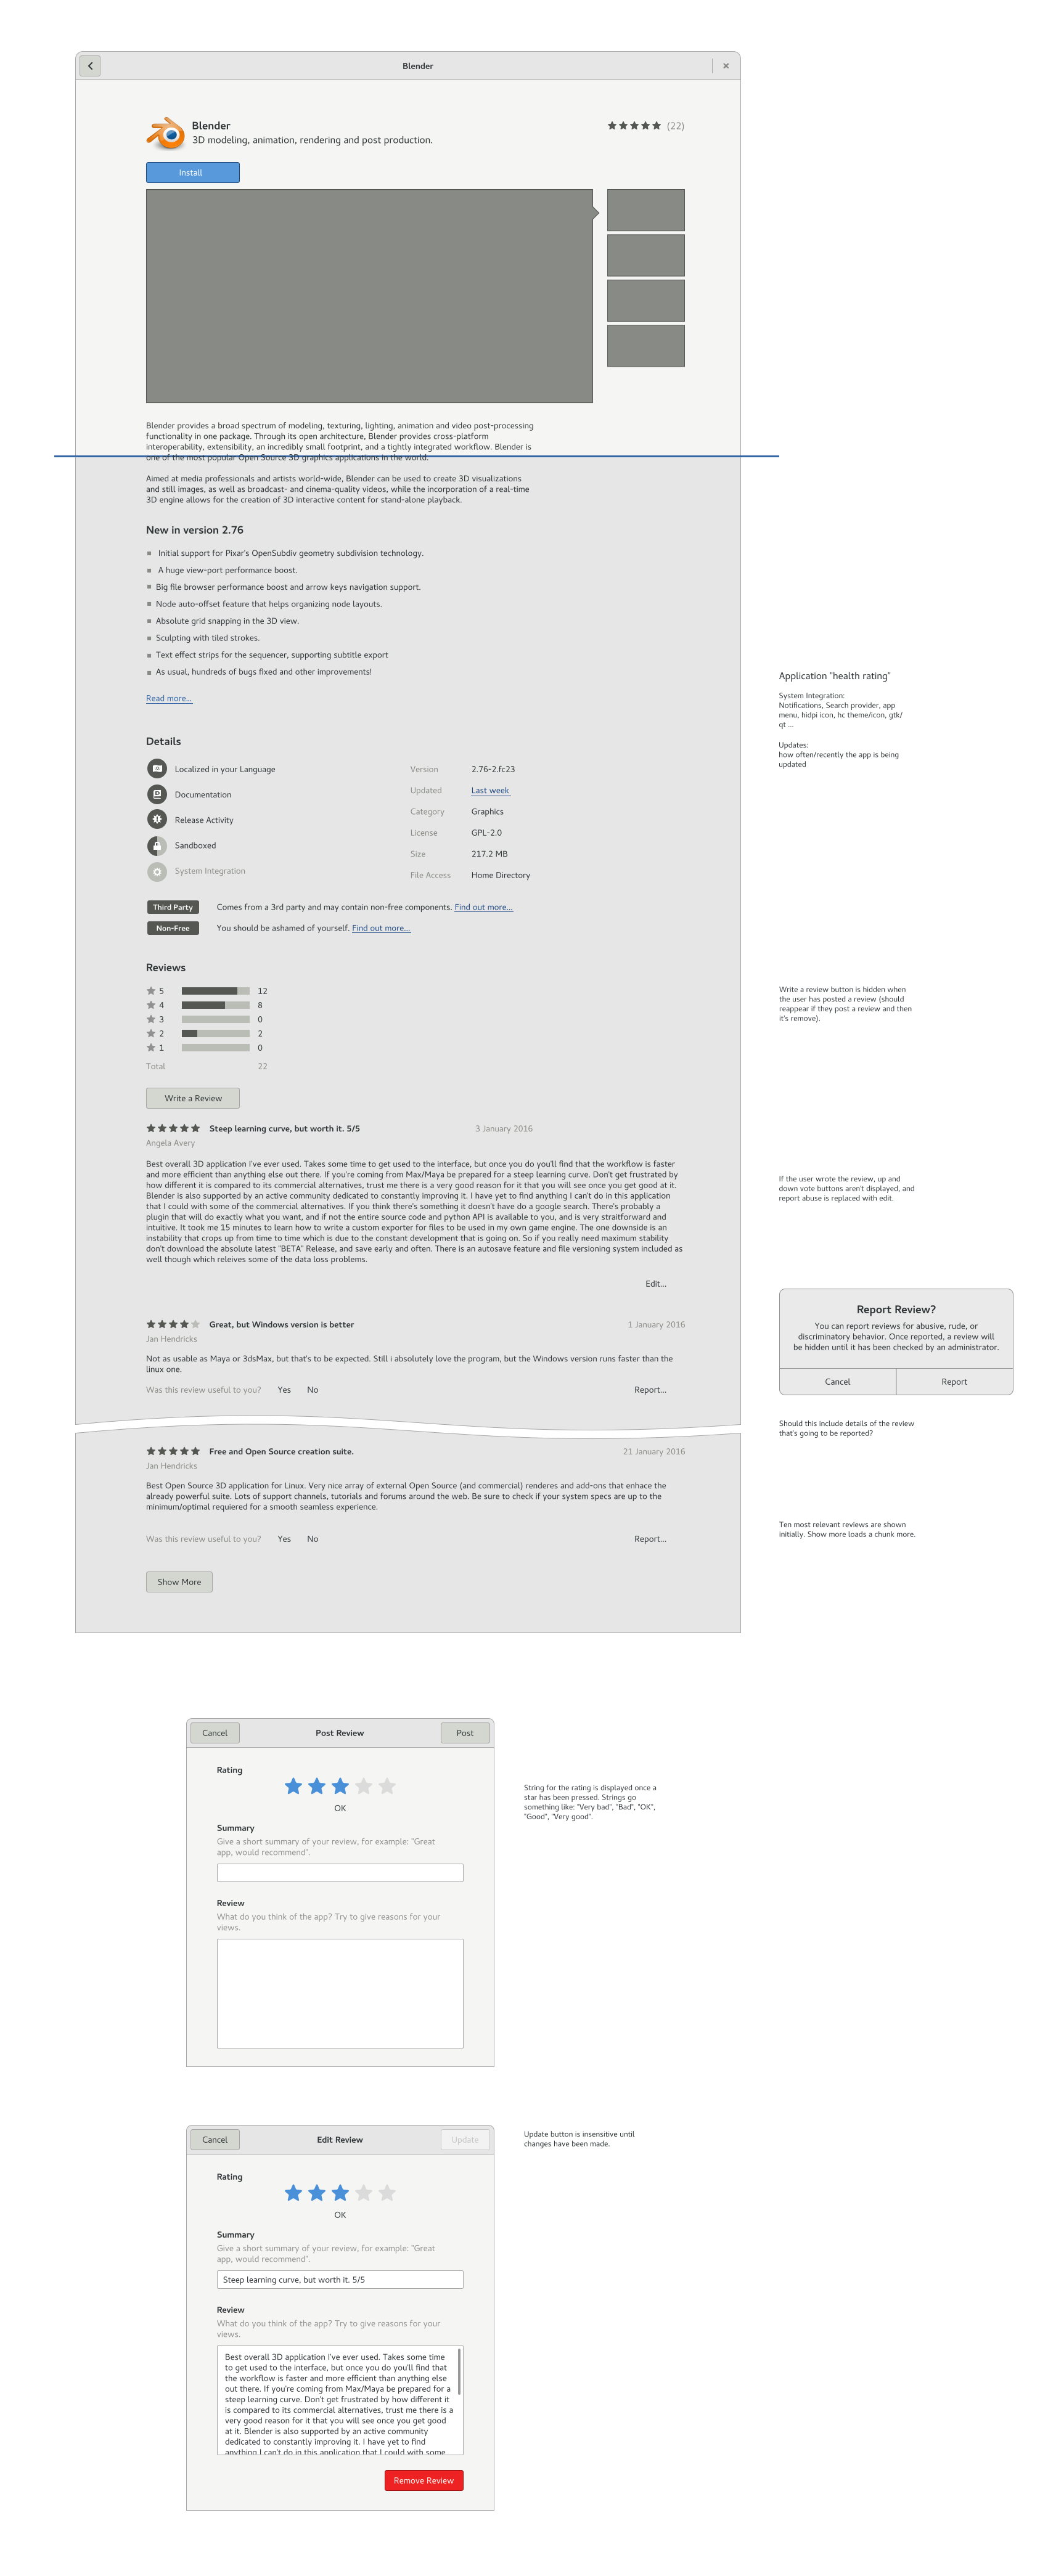 Blender
Blender
3D modeling, animation, rendering and post production.
(22)
Install
Blender provides a broad spectrum of modeling, texturing, lighting, animation and video post-processing
functionality in one package. Through its open architecture, Blender provides cross-platform
interoperability, extensibility, an incredibly small footprint, and a tightly integrated workflow. Blender is
one of the most popular Open Source 3D graphics applications in the world.
Aimed at media professionals and artists world-wide, Blender can be used to create 3D visualizations
and still images, as well as broadcast- and cinema-quality videos, while the incorporation of a real-time
3D engine allows for the creation of 3D interactive content for stand-alone playback.
New in version 2.76
Initial support for Pixar's OpenSubdiv geometry subdivision technology.
A huge view-port performance boost.
Big file browser performance boost and arrow keys navigation support.
Node auto-offset feature that helps organizing node layouts.
Absolute grid snapping in the 3D view.
Sculpting with tiled strokes.
Text effect strips for the sequencer, supporting subtitle export
As usual, hundreds of bugs fixed and other improvements!
Read more...
Application "health rating"
System Integration:
Notifications, Search provider, app
menu, hidpi icon, hc theme/icon, gtk/
qt ...
Updates:
how often/recently the app is being
updated
Details
Localized in your Language
Documentation
Release Activity
Sandboxed
System Integration
Version 2.76-2.fc23
Updated Last week
Category Graphics
License GPL-2.0
Size 217.2 MB
File Access Home Directory
Third Party Comes from a 3rd party and may contain non-free components. Find out more...
Non-Free You should be ashamed of yourself. Find out more...
Reviews
5 12
4 8
3 0
2 2
1 0
Total 22
Write a review button is hidden when
the user has posted a review (should
reappear if they post a review and then
it's remove).
Write a Review
Steep learning curve, but worth it. 5/5 3 January 2016
Angela Avery
Best overall 3D application I've ever used. Takes some time to get used to the interface, but once you do you'll find that the workflow is faster
and more efficient than anything else out there. If you're coming from Max/Maya be prepared for a steep learning curve. Don't get frustrated by
how different it is compared to its commercial alternatives, trust me there is a very good reason for it that you will see once you get good at it.
Blender is also supported by an active community dedicated to constantly improving it. I have yet to find anything I can't do in this application
that I could with some of the commercial alternatives. If you think there's something it doesn't have do a google search. There's probably a
plugin that will do exactly what you want, and if not the entire source code and python API is available to you, and is very straitforward and
intuitive. It took me 15 minutes to learn how to write a custom exporter for files to be used in my own game engine. The one downside is an
instability that crops up from time to time which is due to the constant development that is going on. So if you really need maximum stability
don't download the absolute latest "BETA" Release, and save early and often. There is an autosave feature and file versioning system included as
well though which releives some of the data loss problems.
Edit...
If the user wrote the review, up and
down vote buttons aren't displayed, and
report abuse is replaced with edit.
Great, but Windows version is better 1 January 2016
Jan Hendricks
Not as usable as Maya or 3dsMax, but that's to be expected. Still i absolutely love the program, but the Windows version runs faster than the
linux one.
Was this review useful to you? Yes No Report...
Report Review?
You can report reviews for abusive, rude, or
discriminatory behavior. Once reported, a review will
be hidden until it has been checked by an administrator.
Cancel Report
Should this include details of the review
that's going to be reported?
Free and Open Source creation suite. 21 January 2016
Jan Hendricks
Best Open Source 3D application for Linux. Very nice array of external Open Source (and commercial) renderes and add-ons that enhace the
already powerful suite. Lots of support channels, tutorials and forums around the web. Be sure to check if your system specs are up to the
minimum/optimal requiered for a smooth seamless experience.
Was this review useful to you? Yes No Report...
Ten most relevant reviews are shown
initially. Show more loads a chunk more.
Show More
Cancel Post Review Post
Rating
OK
Summary
Give a short summary of your review, for example: "Great
app, would recommend".
Review
What do you think of the app? Try to give reasons for your
views.
String for the rating is displayed once a
star has been pressed. Strings go
something like: "Very bad", "Bad", "OK",
"Good", "Very good".
Cancel Edit Review Update
Rating
OK
Summary
Give a short summary of your review, for example: "Great
app, would recommend".
Steep learning curve, but worth it. 5/5
Review
What do you think of the app? Try to give reasons for your
views.
Best overall 3D application I've ever used. Takes some time
to get used to the interface, but once you do you'll find that
the workflow is faster and more efficient than anything else
out there. If you're coming from Max/Maya be prepared for a
steep learning curve. Don't get frustrated by how different it
is compared to its commercial alternatives, trust me there is a
very good reason for it that you will see once you get good
at it. Blender is also supported by an active community
dedicated to constantly improving it. I have yet to find
anything I can't do in this application that I could with some
Remove Review
Update button is insensitive until
changes have been made.